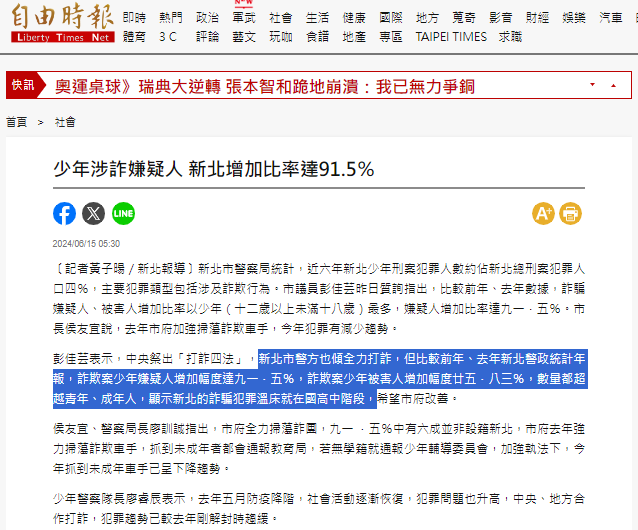 自由時報
Liberty Times Net
即時 熱門 政治 軍武 社會 生活 健康 國際 地方 蒐奇 影音 財經 娛樂 汽車
體育 3 C 評論 藝文 玩咖 食譜 地產 專區 TAIPEI TIMES 求職
快訊 奧運桌球》瑞典大逆轉 張本智和跪地崩潰：我已無力爭銅
首頁 > 社會
少年涉詐嫌疑人 新北增加比率達91.5％
LINE A+
2024/06/15 05:30
〔記者黃子暘／新北報導〕新北市警察局統計，近六年新北少年刑案犯罪人數約佔新北總刑案犯罪人
口四％，主要犯罪類型包括涉及詐欺行為。市議員彭佳芸昨日質詢指出，比較前年、去年數據，詐騙
嫌疑人、被害人增加比率以少年（十二歲以上未滿十八歲）最多，嫌疑人增加比率達九一．五％。市
長侯友宜說，去年市府加強掃蕩詐欺車手，今年犯罪有減少趨勢。
彭佳芸表示，中央祭出「打詐四法」，新北市警方也傾全力打詐，但比較前年、去年新北警政統計年
報，詐欺案少年嫌疑人增加幅度達九一．五％，詐欺案少年被害人增加幅度廿五．八三％，數量都超
越青年、成年人，顯示新北的詐騙犯罪溫床就在國高中階段，希望市府改善。
侯友宜、警察局長廖訓誠指出，市府全力掃蕩詐團，九一．五％中有六成並非設籍新北，市府去年強
力掃蕩詐欺車手，抓到未成年者都會通報教育局，若無學籍就通報少年輔導委員會，加強執法下，今
年抓到未成年車手已呈下降趨勢。
少年警察隊長廖睿辰表示，去年五月防疫降階，社會活動逐漸恢復，犯罪問題也升高，中央、地方合
作打詐，犯罪趨勢已較去年剛解封時趨緩。